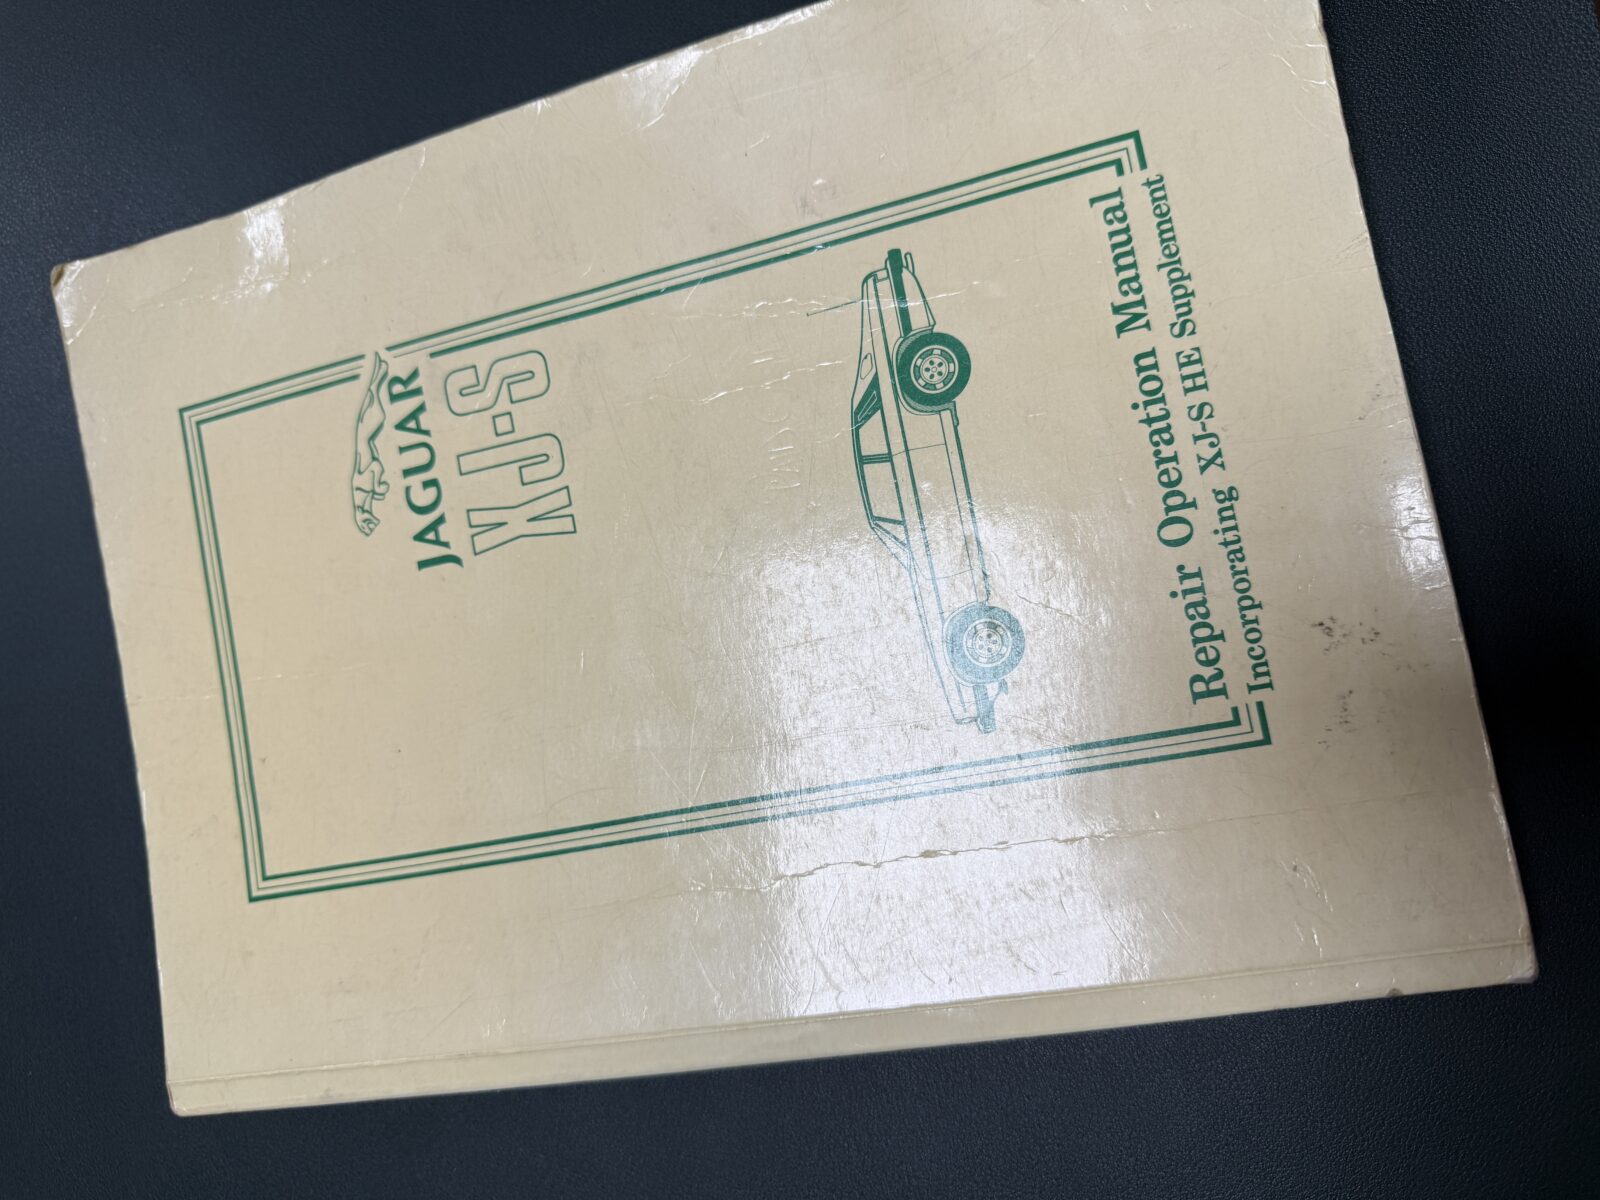 JAGUAR
XJ-S
Repair Operation Manual
Incorporating XJ-S HE Supplement